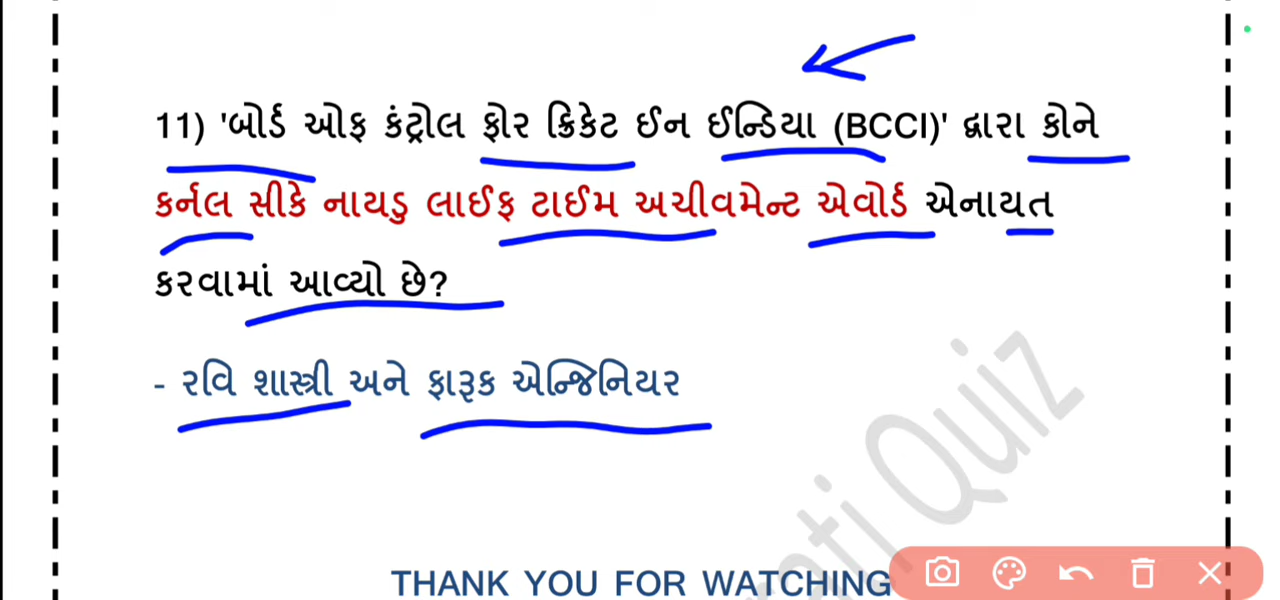 11) 'બોર્ડ ઓફ કંટ્રોલ ફોર ક્રિકેટ ઈન ઈન્ડિયા (BCCI)' દ્વારા કોને
કર્નલ સીકે નાયડુ લાઈફ ટાઈમ અચીવમેન્ટ એવોર્ડ એનાયત
કરવામાં આવ્યો છે?
- રવિ શાસ્ત્રી અને ફારૂક એન્જિનિયર
Quiz
THANK YOU FOR WATCHING